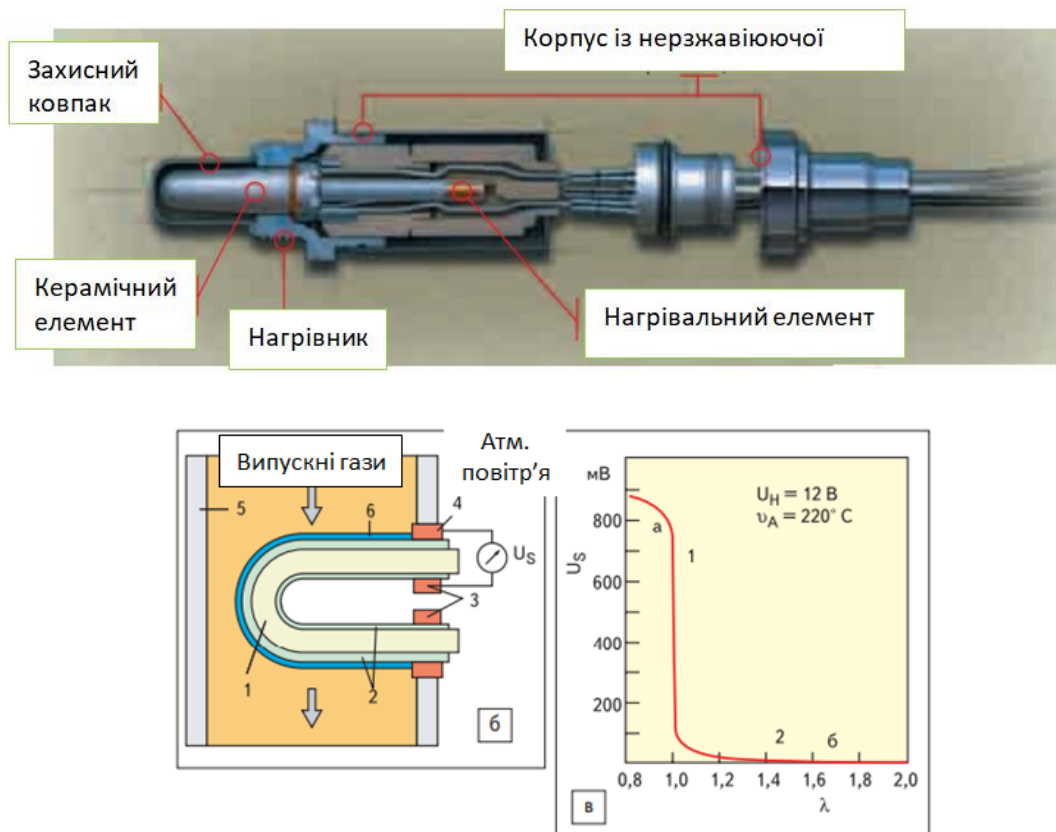 Корпус із нерзжавіюючої
Захисний
ковпак
Керамічний
елемент
Нагрівник
Нагрівальний елемент
Випускні гази
Атм.
повітр’я
5
6
4
U_S
3
1
2
б
мВ
U_H = 12 В
υ_A = 220° C
800
а
1
U_S
600
400
200
2
б
0,8
1,0
1,2
1,4
1,6
1,8
2,0
λ
в